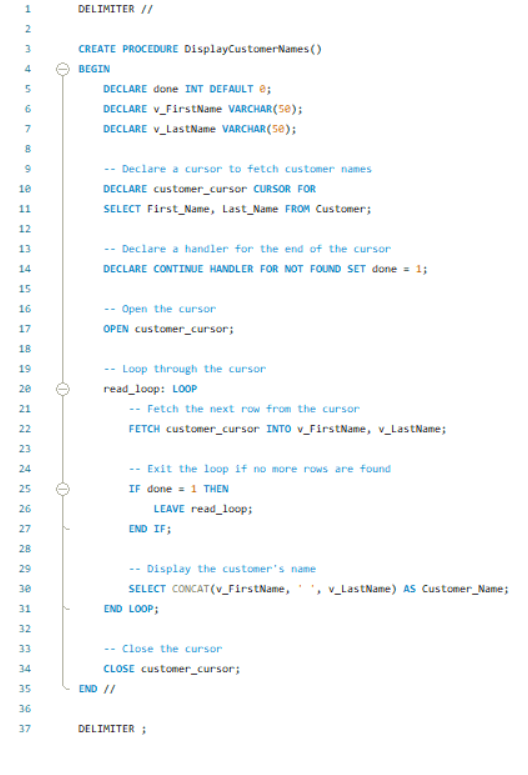 1 DELIMITER //
2
3 CREATE PROCEDURE DisplayCustomerNames()
4 BEGIN
5 DECLARE done INT DEFAULT 0;
6 DECLARE v_FirstName VARCHAR(50);
7 DECLARE v_LastName VARCHAR(50);
8
9 -- Declare a cursor to fetch customer names
10 DECLARE customer_cursor CURSOR FOR
11 SELECT First_Name, Last_Name FROM Customer;
12
13 -- Declare a handler for the end of the cursor
14 DECLARE CONTINUE HANDLER FOR NOT FOUND SET done = 1;
15
16 -- Open the cursor
17 OPEN customer_cursor;
18
19 -- Loop through the cursor
20 read_loop: LOOP
21 -- Fetch the next row from the cursor
22 FETCH customer_cursor INTO v_FirstName, v_LastName;
23
24 -- Exit the loop if no more rows are found
25 IF done = 1 THEN
26 LEAVE read_loop;
27 END IF;
28
29 -- Display the customer's name
30 SELECT CONCAT(v_FirstName, ' ', v_LastName) AS Customer_Name;
31 END LOOP;
32
33 -- Close the cursor
34 CLOSE customer_cursor;
35 END //
36
37 DELIMITER ;